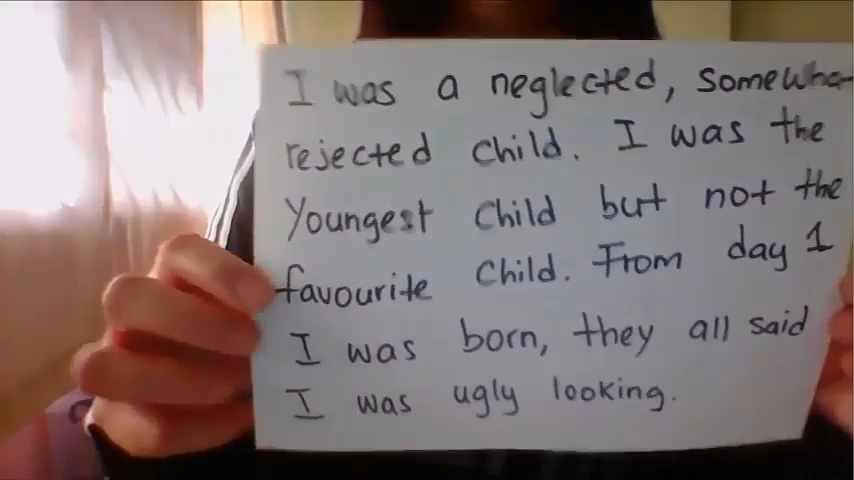 I was a neglected, somewha
rejected child. I was the
Youngest child but not the
favourite child. From day 1
I was born, they all said
I was ugly looking.